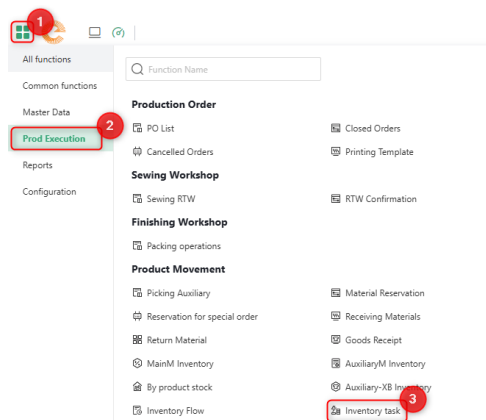 1
All functions
Function Name
Common functions
Master Data
Prod Execution
2
Reports
Configuration
Production Order
PO List
Closed Orders
Cancelled Orders
Printing Template
Sewing Workshop
Sewing RTW
RTW Confirmation
Finishing Workshop
Packing operations
Product Movement
Picking Auxiliary
Material Reservation
Reservation for special order
Receiving Materials
Return Material
Goods Receipt
MainM Inventory
AuxiliaryM Inventory
By product stock
Auxiliary-XB Inventory
3
Inventory Flow
Inventory task